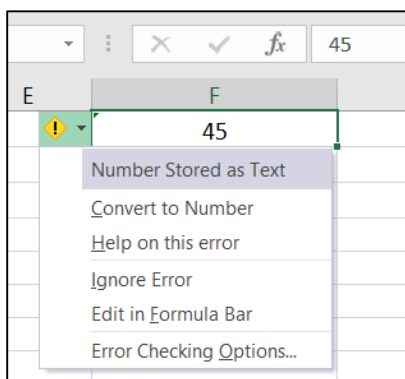 fx 45
E F
45
Number Stored as Text
Convert to Number
Help on this error
Ignore Error
Edit in Formula Bar
Error Checking Options...